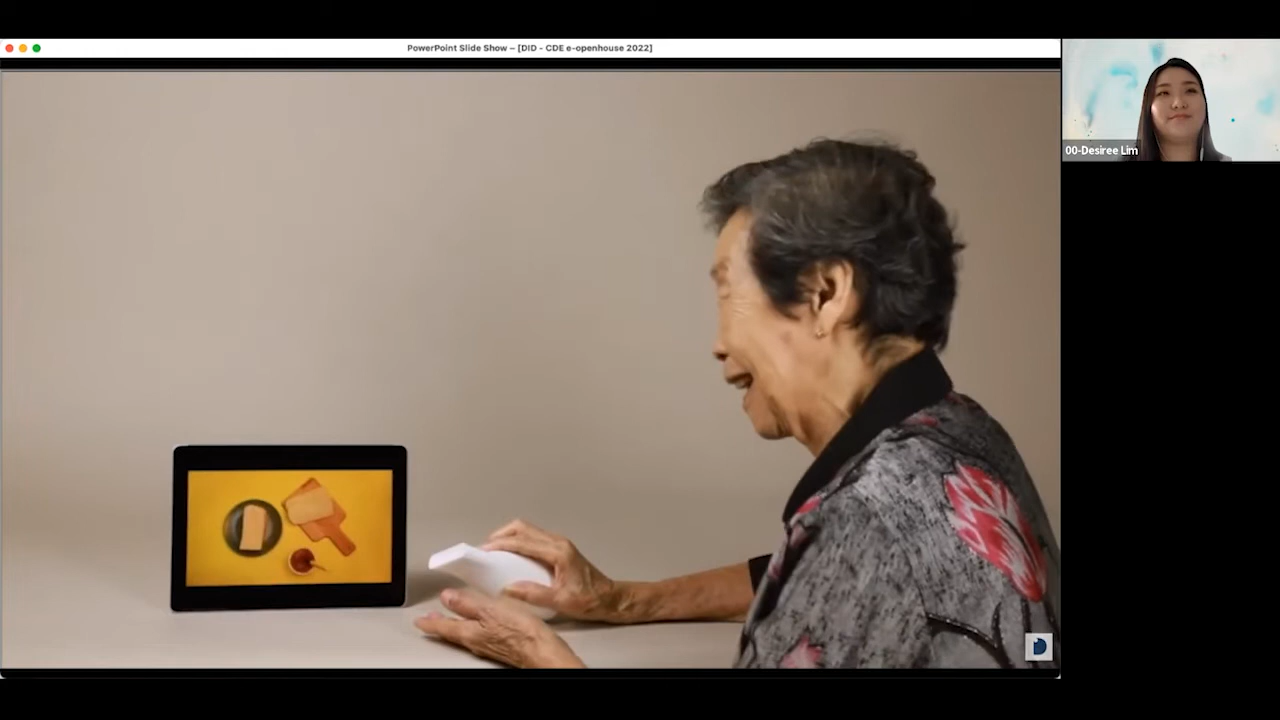 PowerPoint Slide Show – [DID - CDE e-openhouse 2022]
00-Desiree Lim